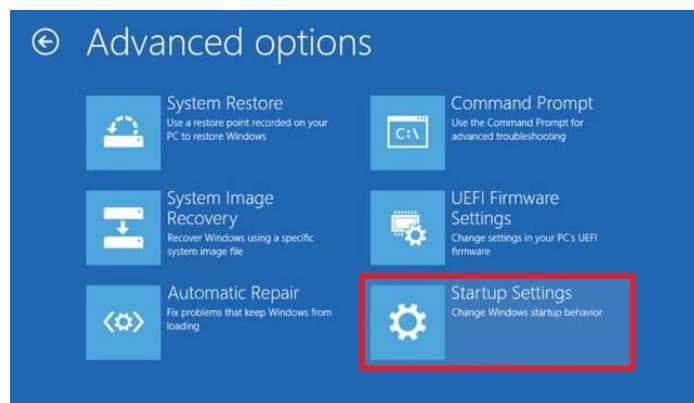 Advanced options
System Restore
Use a restore point recorded on your
PC to restore Windows
Command Prompt
Use the Command Prompt for
advanced troubleshooting
C:\
System Image
Recovery
Recover Windows using a specific
system image file
UEFI Firmware
Settings
Change settings in your PC's UEFI
firmware
Automatic Repair
Fix problems that keep Windows from
loading
Startup Settings
Change Windows startup behavior